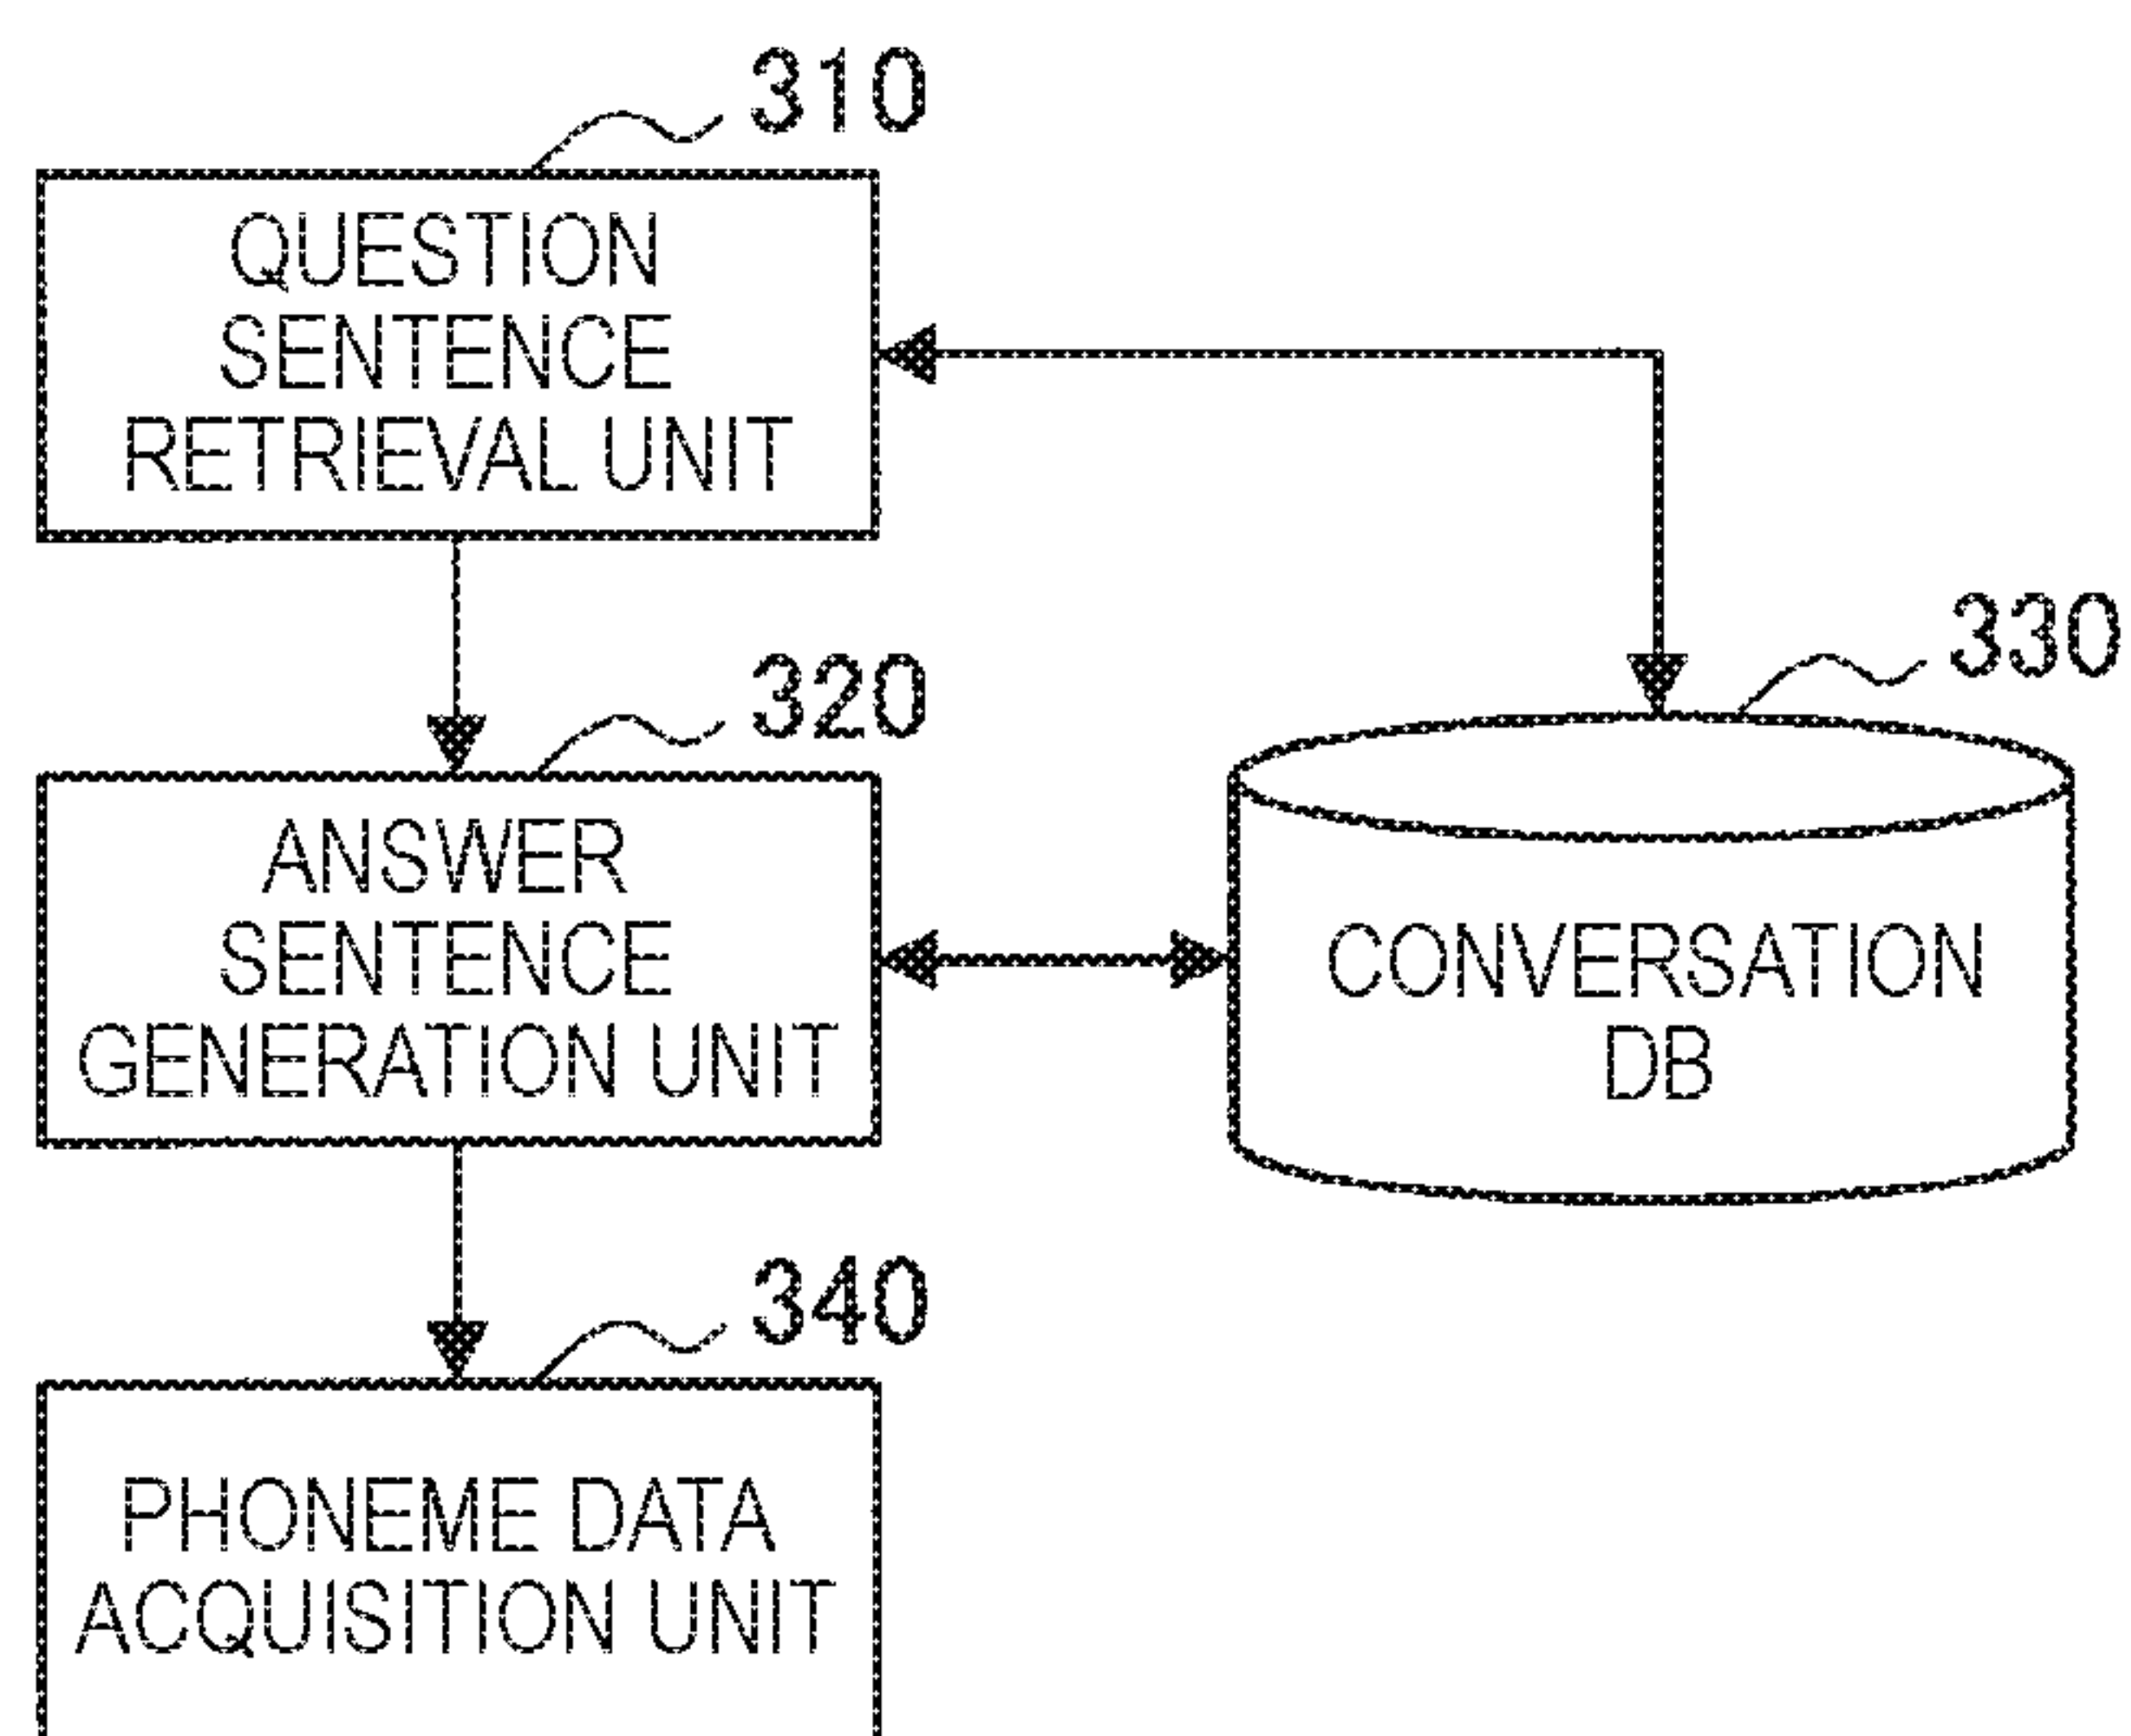 310
QUESTION
SENTENCE
RETRIEVAL UNIT
320
330
ANSWER
SENTENCE
GENERATION UNIT
CONVERSATION
DB
340
PHONEME DATA
ACQUISITION UNIT